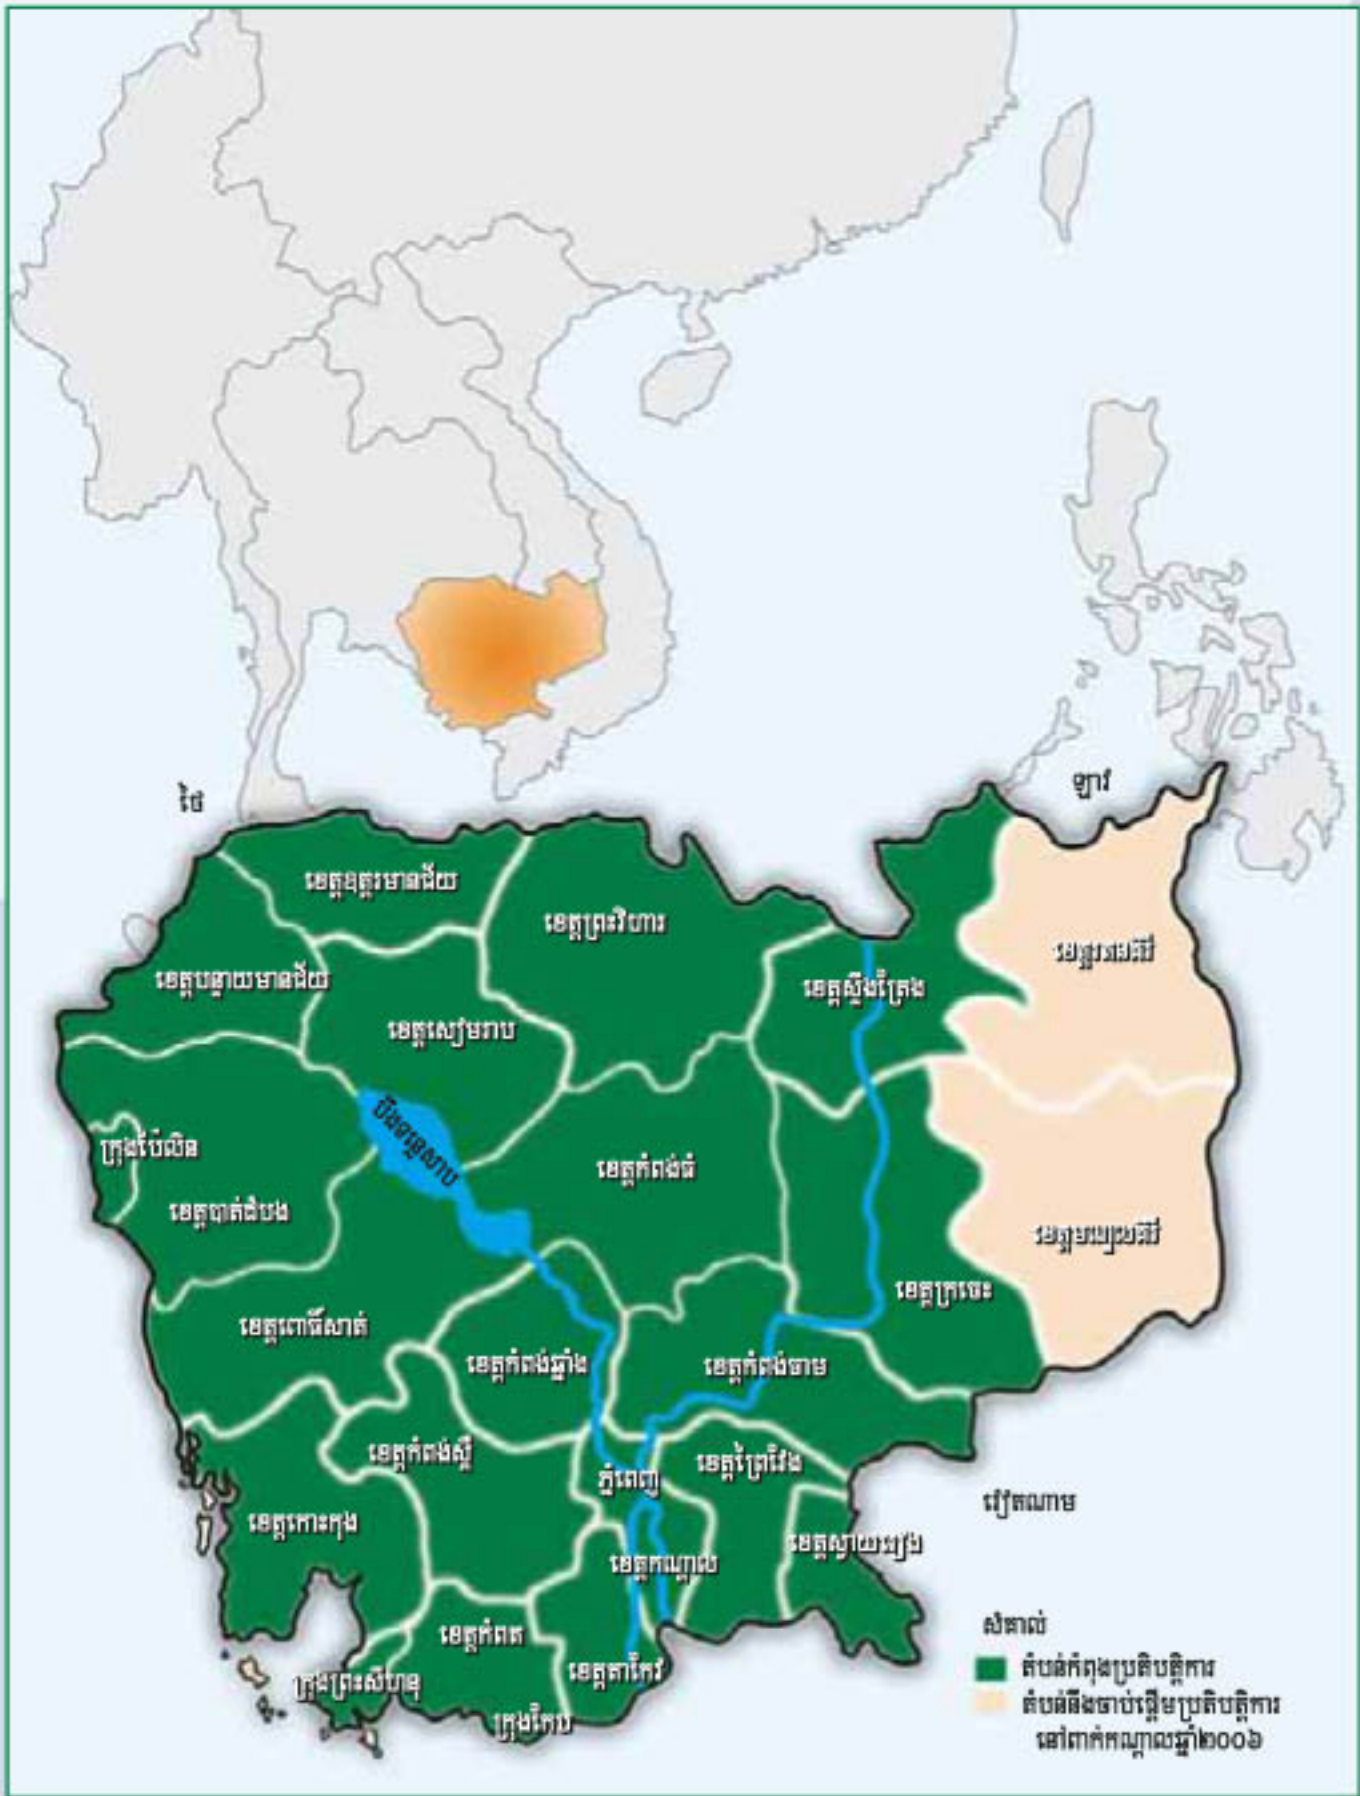 ថៃ
ឡាវ
ខេត្តឧត្តរមានជ័យ
ខេត្តព្រះវិហារ
ខេត្តរតនគិរី
ខេត្តបន្ទាយមានជ័យ
ខេត្តស្ទឹងត្រែង
ខេត្តសៀមរាប
បឹងទន្លេសាប
ក្រុងប៉ៃលិន
ខេត្តកំពង់ធំ
ខេត្តបាត់ដំបង
ខេត្តមណ្ឌលគិរី
ខេត្តក្រចេះ
ខេត្តពោធិ៍សាត់
ខេត្តកំពង់ឆ្នាំង
ខេត្តកំពង់ចាម
ខេត្តកំពង់ស្ពឺ
ខេត្តព្រៃវែង
ភ្នំពេញ
វៀតណាម
ខេត្តកោះកុង
ខេត្តស្វាយរៀង
ខេត្តកណ្ដាល
ខេត្តកំពត
ខេត្តតាកែវ
ក្រុងព្រះសីហនុ
ក្រុងកែប
សំគាល់
តំបន់កំពុងប្រតិបត្តិការ
តំបន់នឹងចាប់ផ្ដើមប្រតិបត្តិការ
នៅពាក់កណ្ដាលឆ្នាំ២០០៦